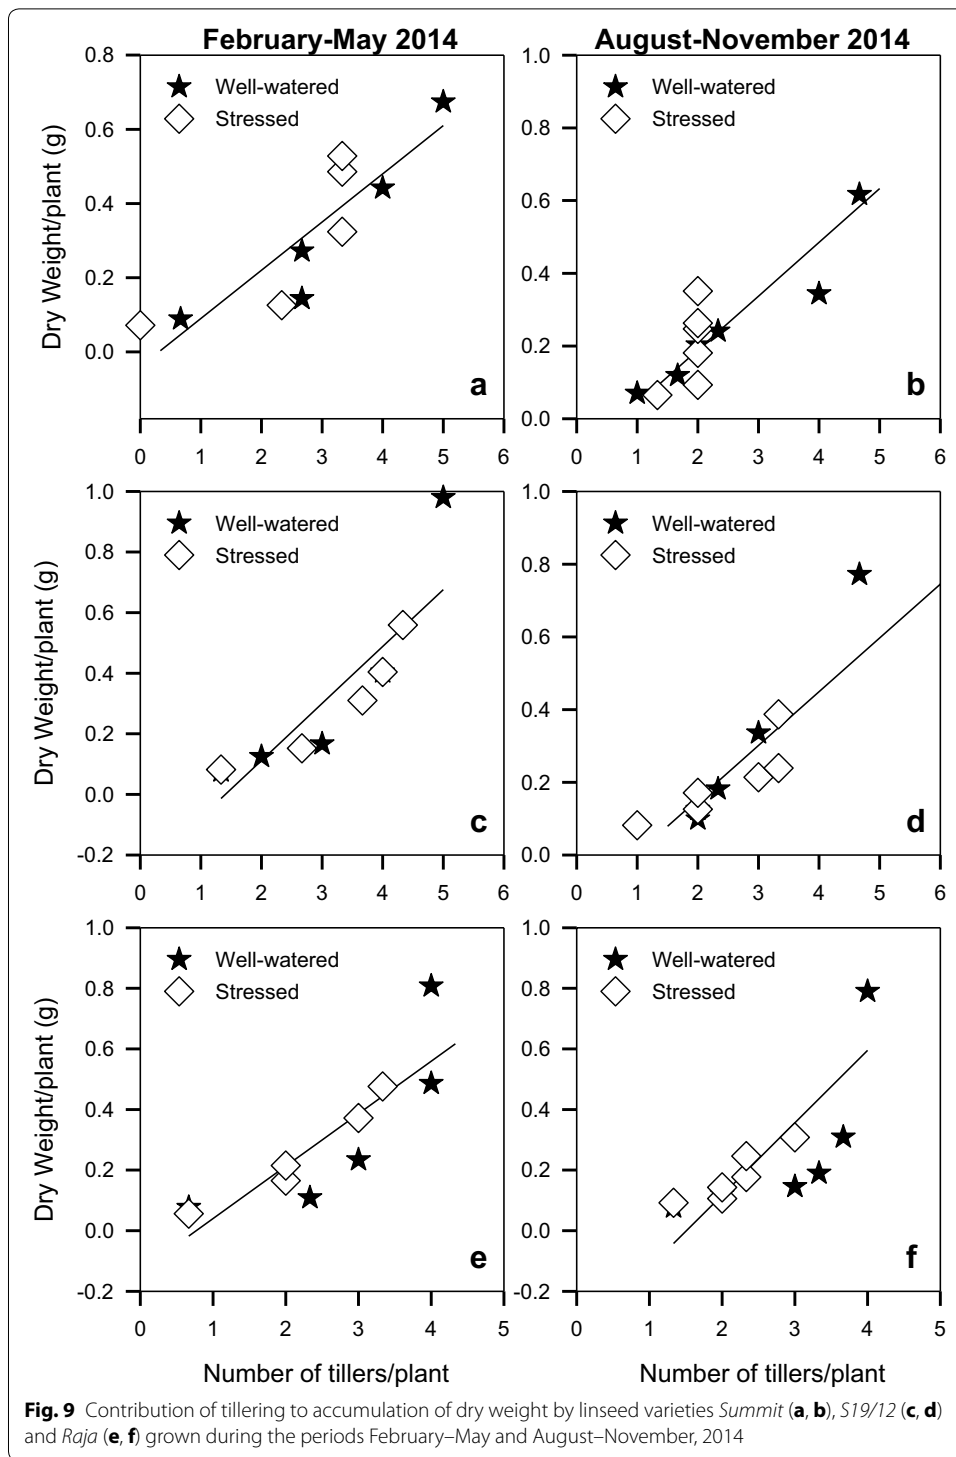 February-May 2014
August-November 2014
0.8
0.6
0.4
0.2
0.0
Dry Weight/plant (g)
Well-watered
Stressed
a
0 1 2 3 4 5 6
1.0
0.8
0.6
0.4
0.2
0.0
Well-watered
Stressed
b
0 1 2 3 4 5 6
1.0
0.8
0.6
0.4
0.2
0.0
-0.2
Dry Weight/plant (g)
Well-watered
Stressed
c
0 1 2 3 4 5 6
1.0
0.8
0.6
0.4
0.2
0.0
Well-watered
Stressed
d
0 1 2 3 4 5 6
1.0
0.8
0.6
0.4
0.2
0.0
-0.2
Dry Weight/plant (g)
Well-watered
Stressed
e
0 1 2 3 4 5
Number of tillers/plant
1.0
0.8
0.6
0.4
0.2
0.0
-0.2
Well-watered
Stressed
f
0 1 2 3 4 5
Number of tillers/plant
Fig. 9 Contribution of tillering to accumulation of dry weight by linseed varieties Summit (a, b), S19/12 (c, d)
and Raja (e, f) grown during the periods February–May and August–November, 2014